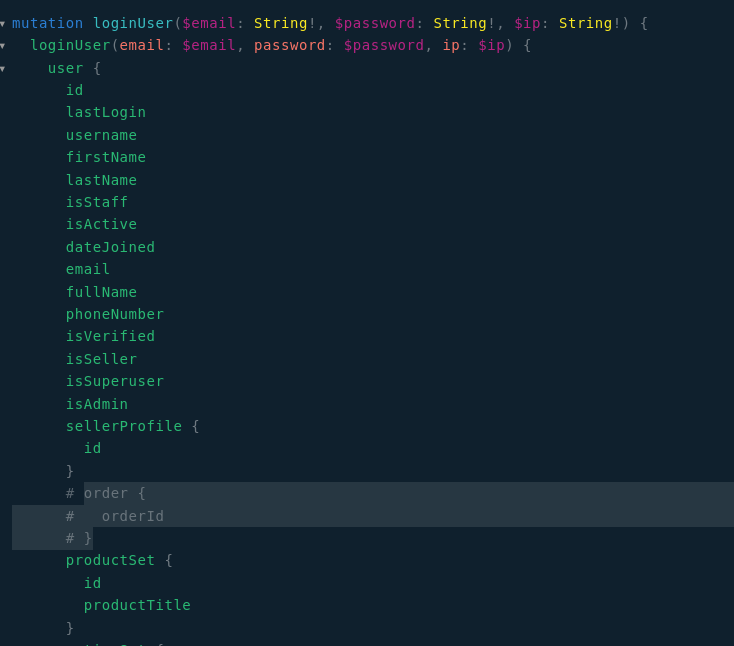 mutation loginUser($email: String!, $password: String!, $ip: String!) {
loginUser(email: $email, password: $password, ip: $ip) {
user {
id
lastLogin
username
firstName
lastName
isStaff
isActive
dateJoined
email
fullName
phoneNumber
isVerified
isSeller
isSuperuser
isAdmin
sellerProfile {
id
}
# order {
#   orderId
# }
productSet {
id
productTitle
}